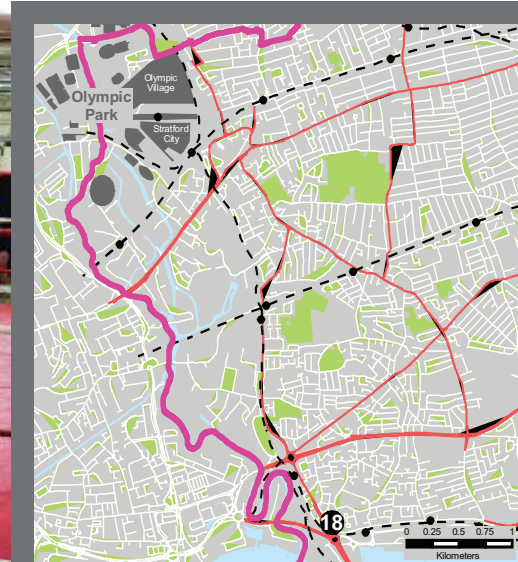 Olympic
Village
Olympic
Park
Stratford
City
18
0 0.25 0.5 0.75 1
Kilometers